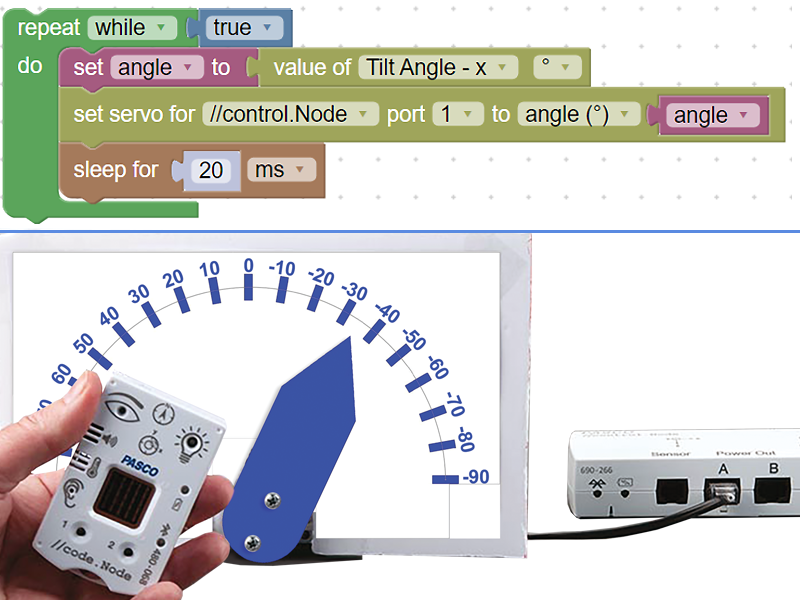 repeat while true
do set angle to value of Tilt Angle - x °
set servo for //control.Node port 1 to angle (°) angle
sleep for 20 ms
0
10
-10
20
-20
30
-30
40
-40
50
-50
60
-60
-70
-80
-90
PASCO
1
2
//code.Node
480-068
Sensor
Power Out
690-266
A
B